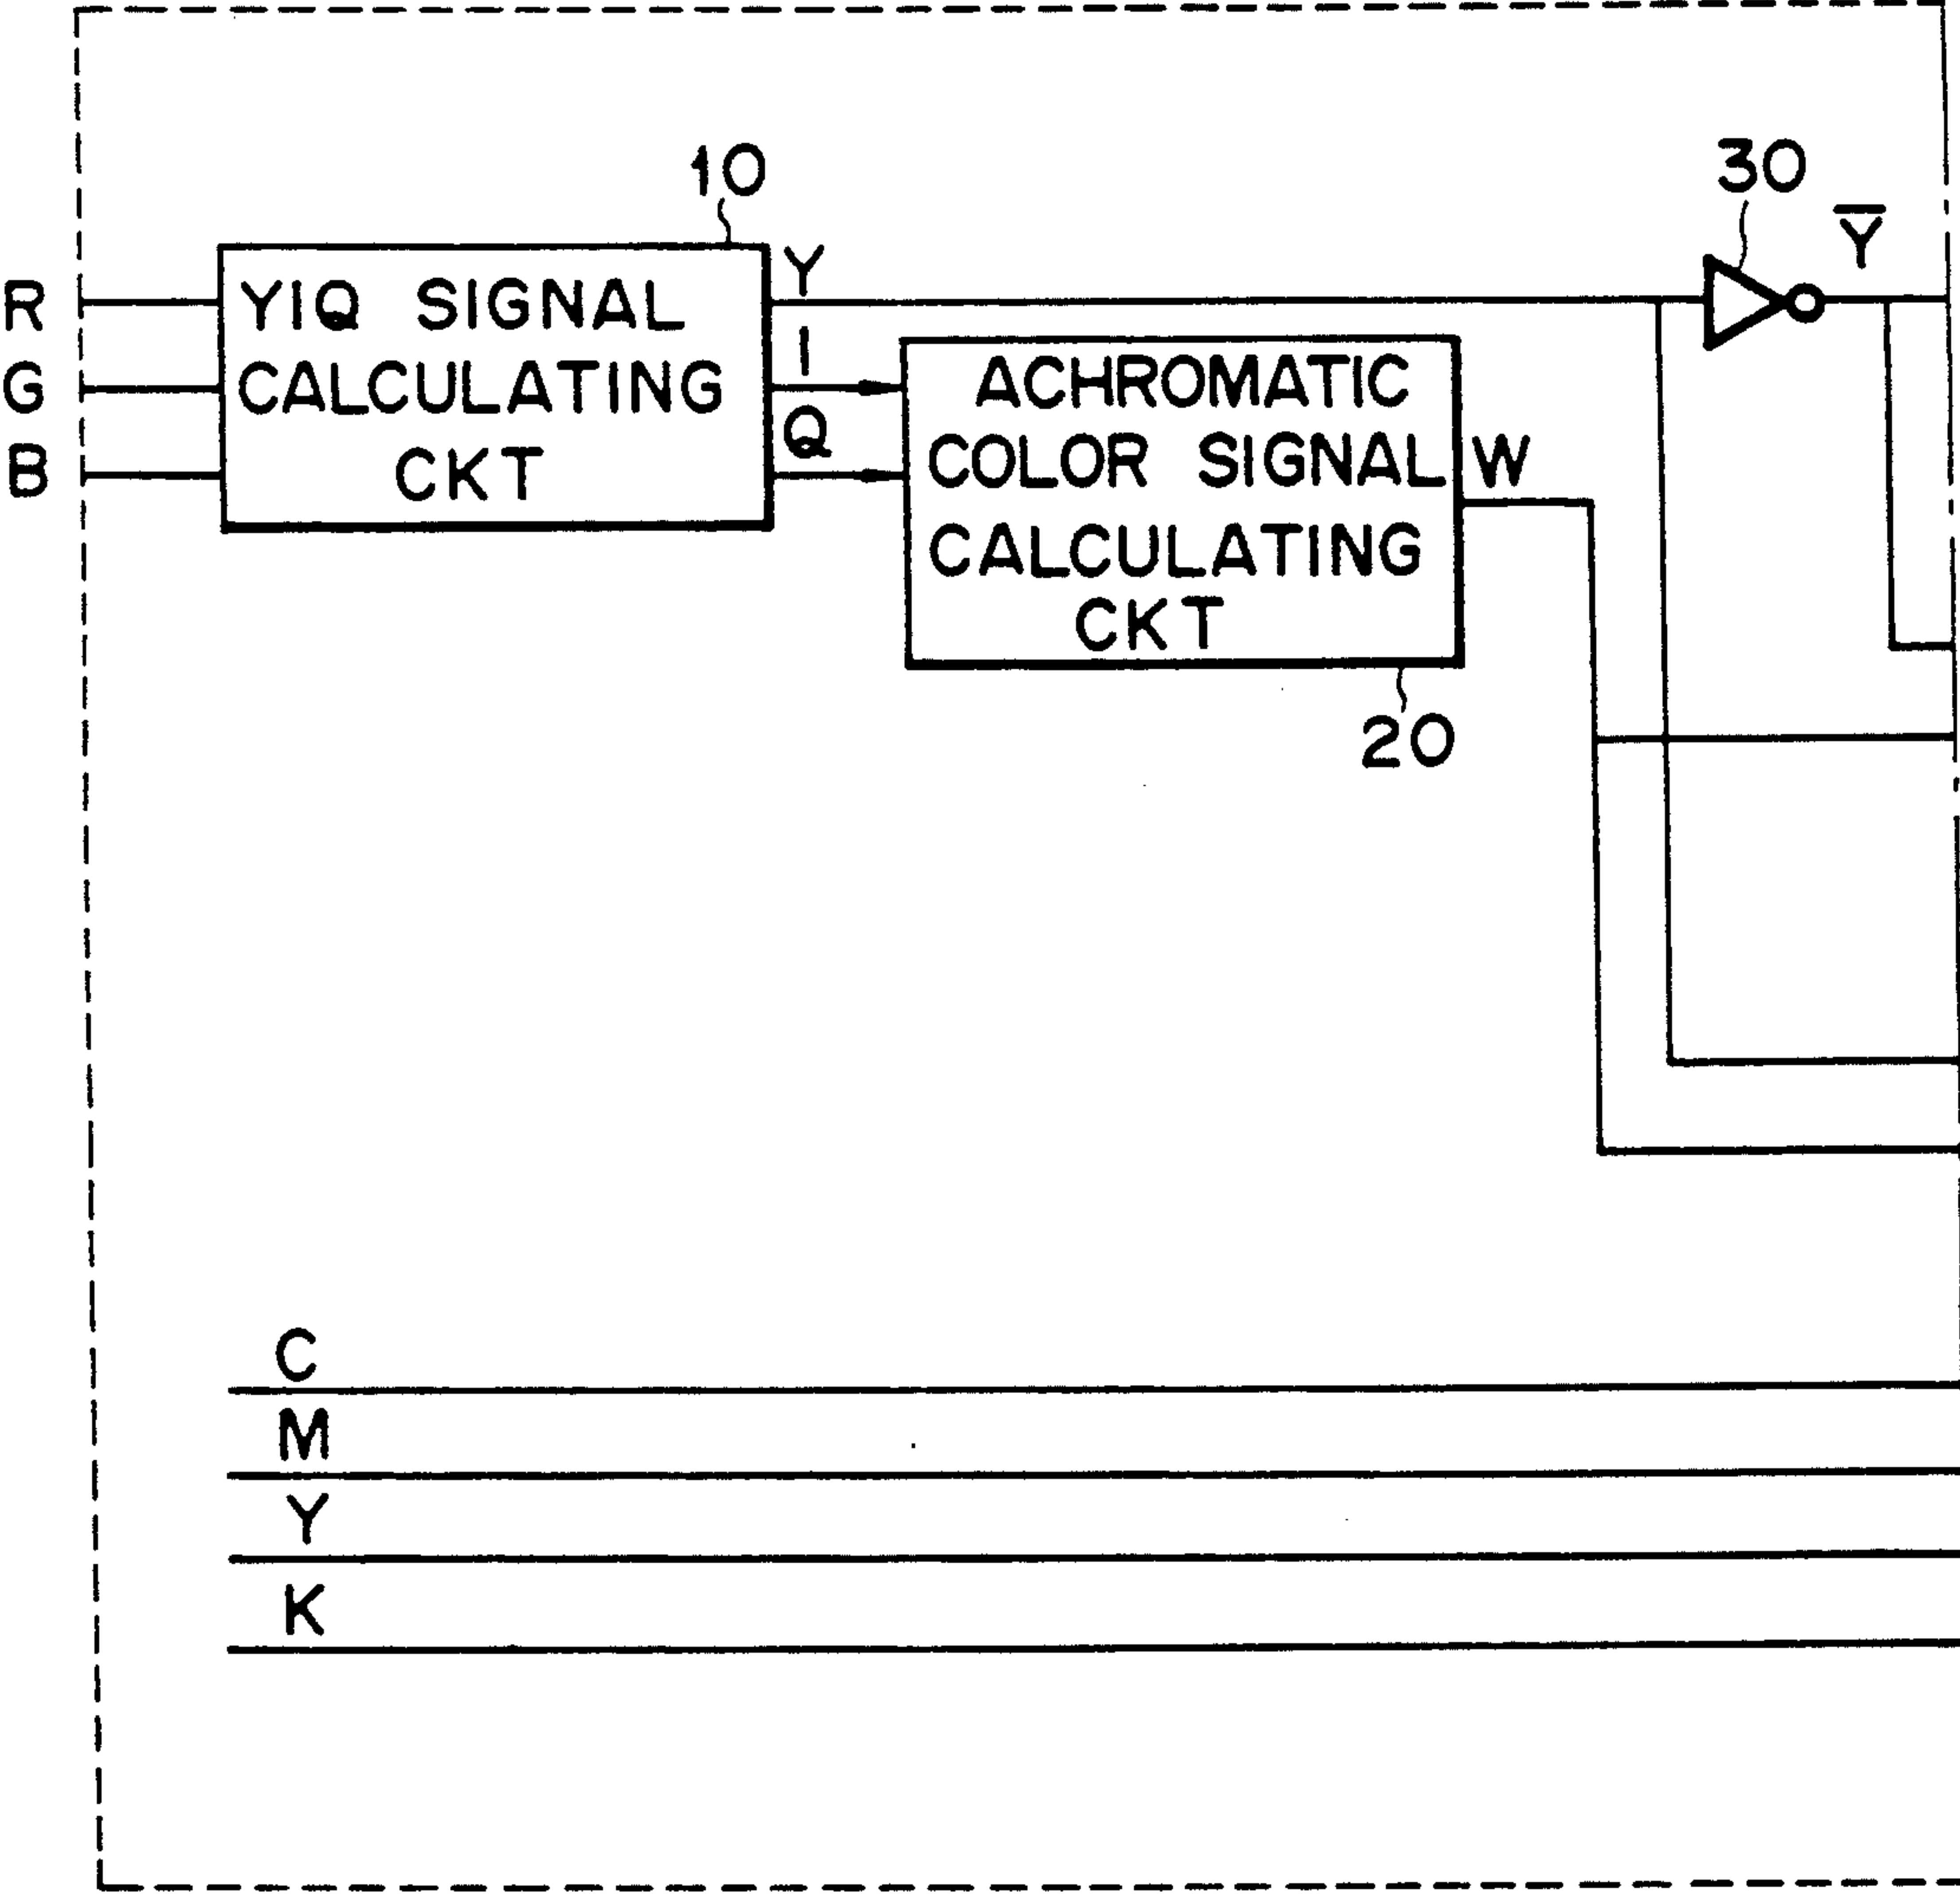 10
30
Y̅
R
G
B
YIQ SIGNAL
CALCULATING
CKT
Y
I
Q
ACHROMATIC
COLOR SIGNAL
CALCULATING
CKT
W
20
C
M
Y
K